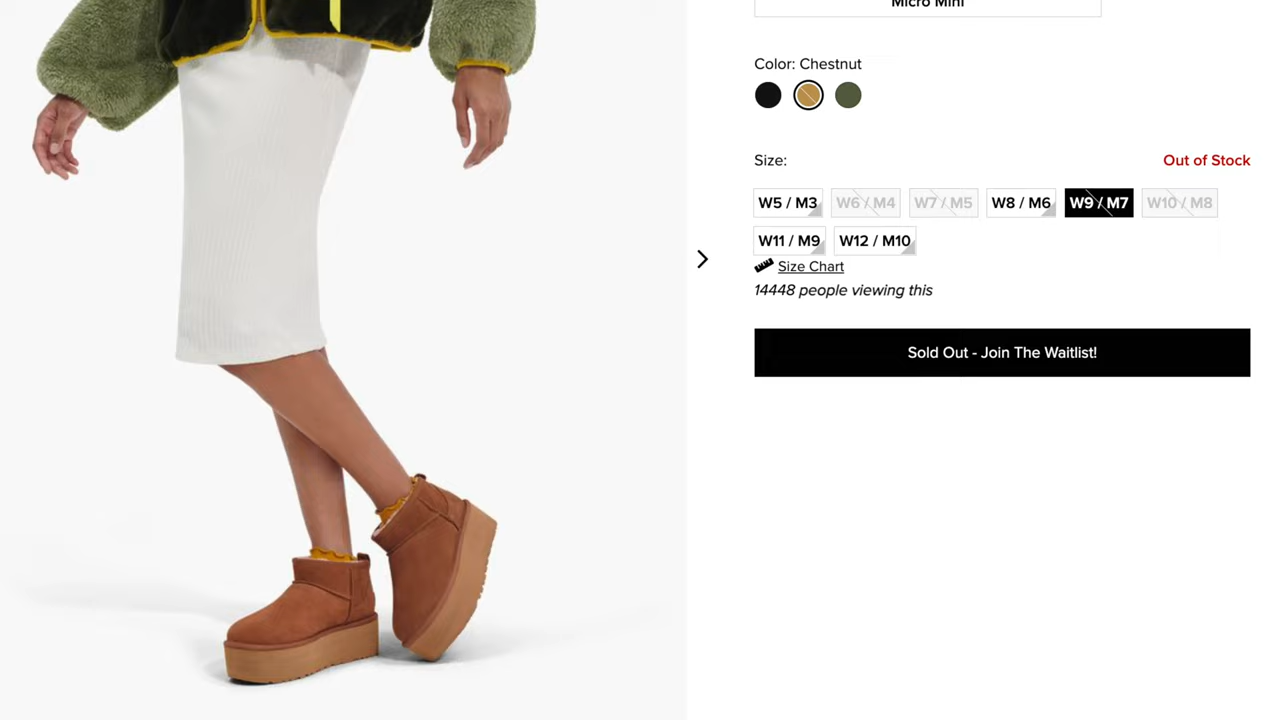 Micro Mini
Color: Chestnut
Size: Out of Stock
W5 / M3 W6 / M4 W7 / M5 W8 / M6 W9 / M7 W10 / M8
W11 / M9 W12 / M10
Size Chart
14448 people viewing this
Sold Out - Join The Waitlist!